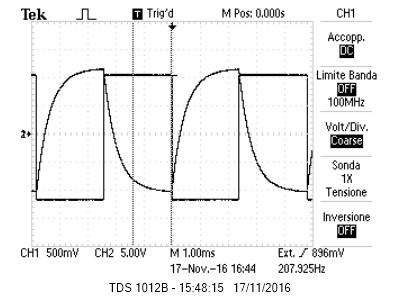 Tek T Trig'd M Pos: 0.000s CH1
Accopp.
DC
Limite Banda
OFF
100MHz
Volt/Div.
Coarse
2
Sonda
1X
Tensione
Inversione
OFF
CH1 500mV CH2 5.00V M 1.00ms Ext. / 896mV
17-Nov.-16 16:44 207.925Hz
TDS 1012B - 15:48:15 17/11/2016